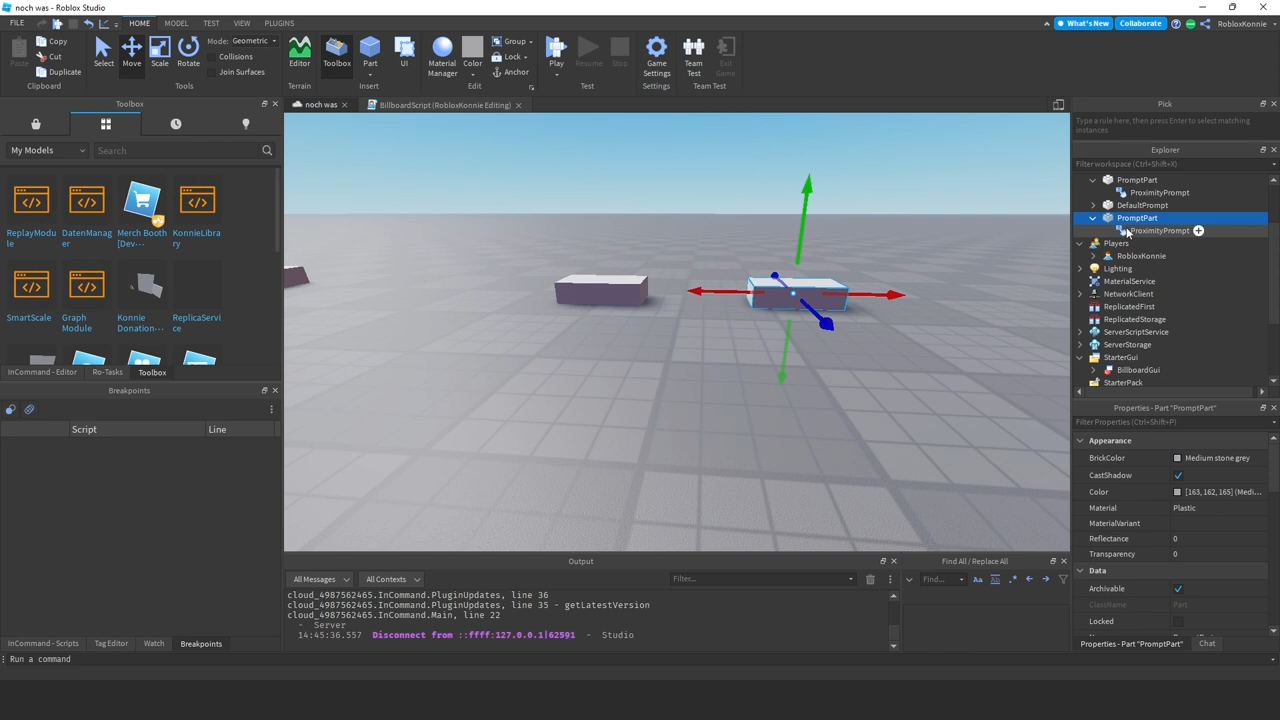 noch was - Roblox Studio
FILE HOME MODEL TEST VIEW PLUGINS What's New Collaborate RobloxKonnie
Paste Copy Cut Duplicate Clipboard
Select Move Scale Rotate Mode: Geometric Collisions Join Surfaces Tools
Editor Terrain
Toolbox Part UI Insert
Material Manager Color Group Lock Anchor Edit
Play Resume Stop Test
Game Settings Settings
Team Test Exit Game Team Test
Toolbox
My Models Search
ReplayModule DatenManager Merch Booth [Dev-... KonnieLibrary
SmartScale Graph Module Konnie Donation-... ReplicaService
InCommand - Editor Ro-Tasks Toolbox
Breakpoints
Script Line
InCommand - Scripts Tag Editor Watch Breakpoints
noch was BillboardScript (RobloxKonnie Editing)
Output
All Messages All Contexts Filter...
cloud_4987562465.InCommand.PluginUpdates, line 36
cloud_4987562465.InCommand.PluginUpdates, line 35 - getLatestVersion
cloud_4987562465.InCommand.Main, line 22
- Server
14:45:36.557 Disconnect from ::ffff:127.0.0.1|62591 - Studio
Find All / Replace All
Find... Aa Ab .*
Pick
Type a rule here, then press Enter to select matching instances
Explorer
Filter workspace (Ctrl+Shift+X)
PromptPart
ProximityPrompt
DefaultPrompt
PromptPart
ProximityPrompt
Players
RobloxKonnie
Lighting
MaterialService
NetworkClient
ReplicatedFirst
ReplicatedStorage
ServerScriptService
ServerStorage
StarterGui
BillboardGui
StarterPack
Properties - Part "PromptPart"
Filter Properties (Ctrl+Shift+P)
Appearance
BrickColor Medium stone grey
CastShadow
Color [163, 162, 165] (Medi...
Material Plastic
MaterialVariant
Reflectance 0
Transparency 0
Data
Archivable
ClassName Part
Locked
Properties - Part "PromptPart" Chat
Run a command